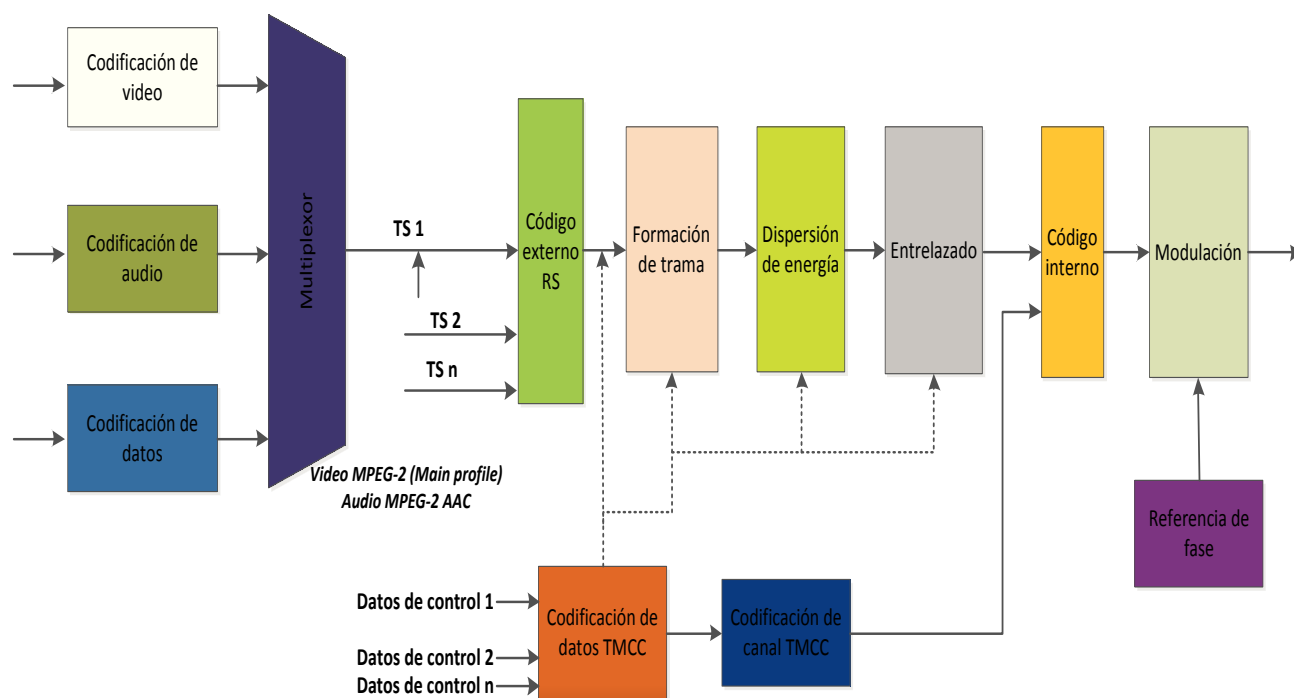 Codificación de
video
Codificación de
audio
Codificación de
datos
Multiplexor
Video MPEG-2 (Main profile)
Audio MPEG-2 AAC
TS 1
TS 2
TS n
Código
externo
RS
Formación
de trama
Dispersión
de energía
Entrelazado
Código
interno
Modulación
Referencia de
fase
Datos de control 1
Datos de control 2
Datos de control n
Codificación de
datos TMCC
Codificación de
canal TMCC